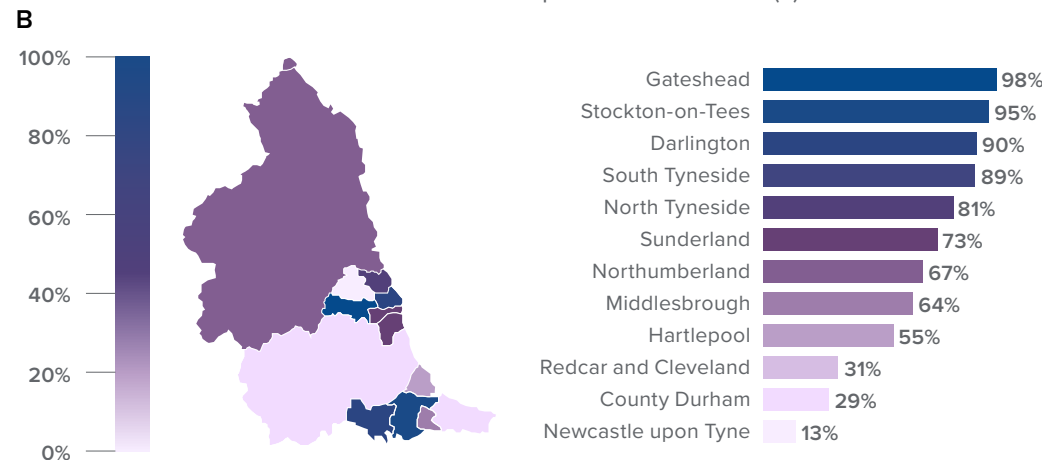 B
100%
80%
60%
40%
20%
0%
Gateshead 98%
Stockton-on-Tees 95%
Darlington 90%
South Tyneside 89%
North Tyneside 81%
Sunderland 73%
Northumberland 67%
Middlesbrough 64%
Hartlepool 55%
Redcar and Cleveland 31%
County Durham 29%
Newcastle upon Tyne 13%